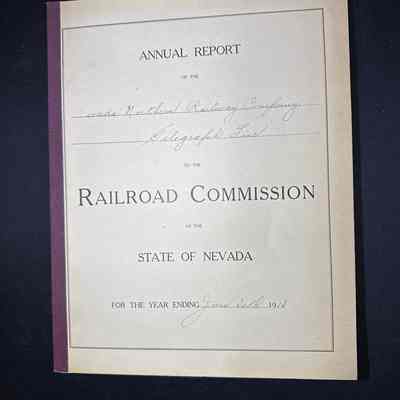 ANNUAL REPORT
OF THE
Northern Railway Company
Telegraph Line
TO THE
RAILROAD COMMISSION
OF THE
STATE OF NEVADA
FOR THE YEAR ENDING June 30th 191